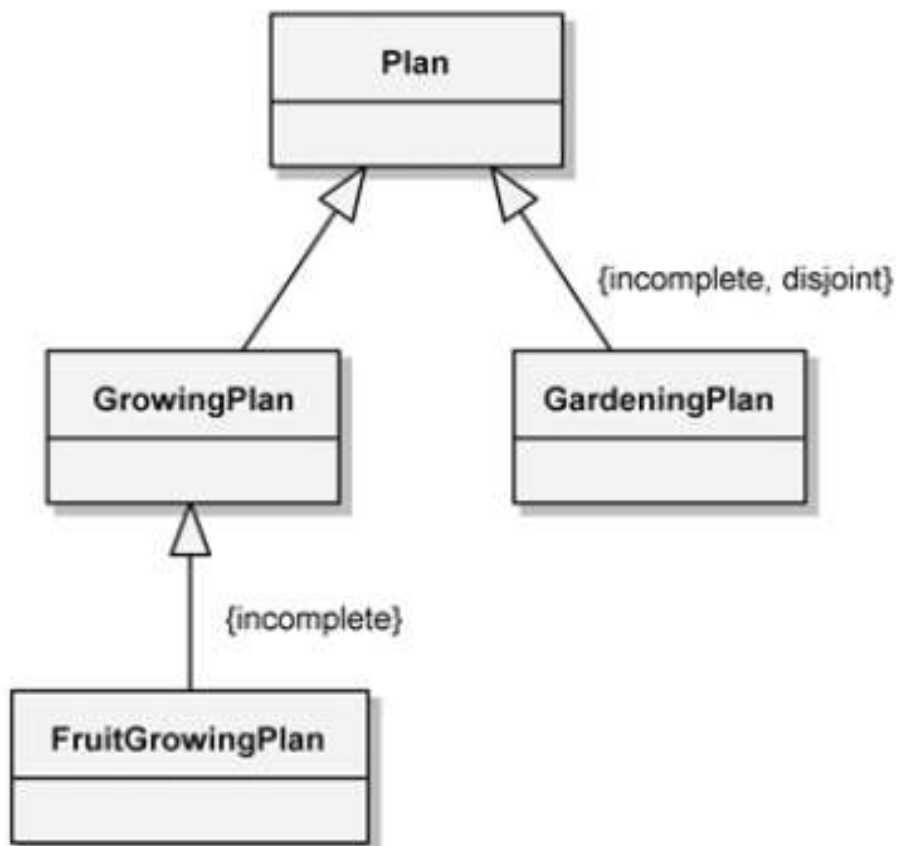 Plan
{incomplete, disjoint}
GrowingPlan
GardeningPlan
{incomplete}
FruitGrowingPlan